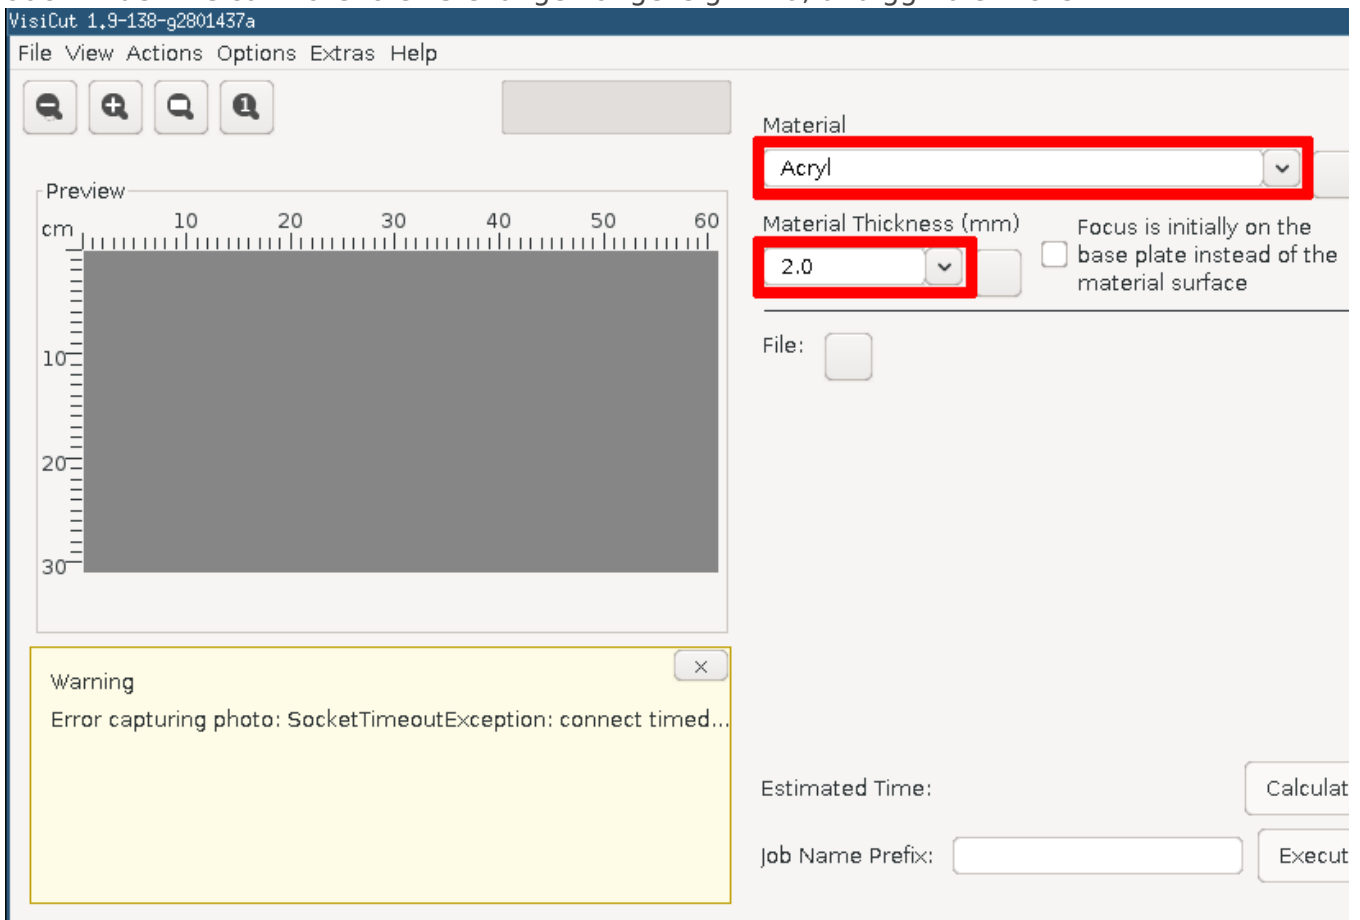 VisiCut 1.9-138-g2801437a
File View Actions Options Extras Help
1
Material
Acryl
Preview
cm 10 20 30 40 50 60
Material Thickness (mm)
2.0
Focus is initially on the
base plate instead of the
material surface
10
20
30
File:
Warning
Error capturing photo: SocketTimeoutException: connect timed...
Estimated Time:
Calculat
Job Name Prefix:
Execut